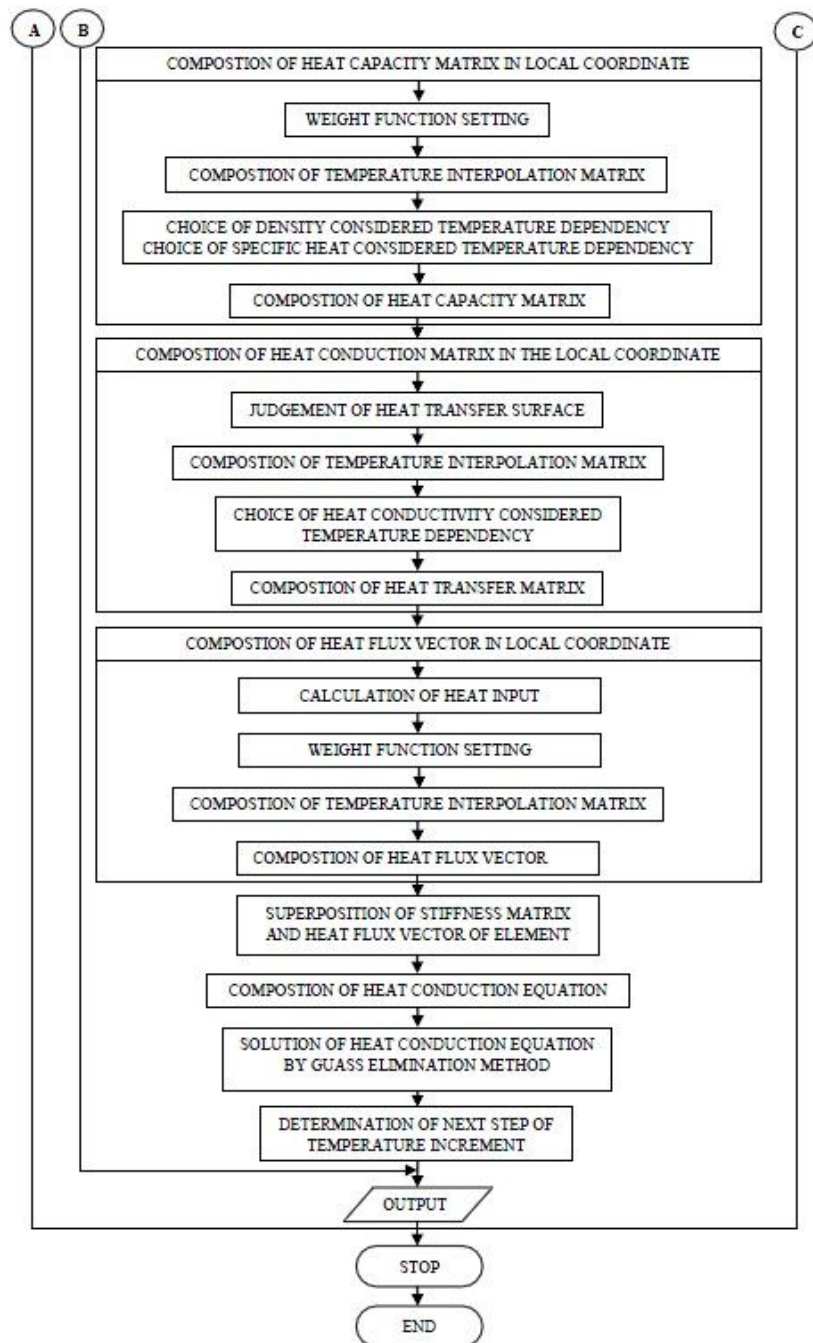 A
B
C
COMPOSTION OF HEAT CAPACITY MATRIX IN LOCAL COORDINATE
WEIGHT FUNCTION SETTING
COMPOSTION OF TEMPERATURE INTERPOLATION MATRIX
CHOICE OF DENSITY CONSIDERED TEMPERATURE DEPENDENCY
CHOICE OF SPECIFIC HEAT CONSIDERED TEMPERATURE DEPENDENCY
COMPOSTION OF HEAT CAPACITY MATRIX
COMPOSTION OF HEAT CONDUCTION MATRIX IN THE LOCAL COORDINATE
JUDGEMENT OF HEAT TRANSFER SURFACE
COMPOSTION OF TEMPERATURE INTERPOLATION MATRIX
CHOICE OF HEAT CONDUCTIVITY CONSIDERED
TEMPERATURE DEPENDENCY
COMPOSTION OF HEAT TRANSFER MATRIX
COMPOSTION OF HEAT FLUX VECTOR IN LOCAL COORDINATE
CALCULATION OF HEAT INPUT
WEIGHT FUNCTION SETTING
COMPOSTION OF TEMPERATURE INTERPOLATION MATRIX
COMPOSTION OF HEAT FLUX VECTOR
SUPERPOSITION OF STIFFNESS MATRIX
AND HEAT FLUX VECTOR OF ELEMENT
COMPOSTION OF HEAT CONDUCTION EQUATION
SOLUTION OF HEAT CONDUCTION EQUATION
BY GUASS ELIMINATION METHOD
DETERMINATION OF NEXT STEP OF
TEMPERATURE INCREMENT
OUTPUT
STOP
END